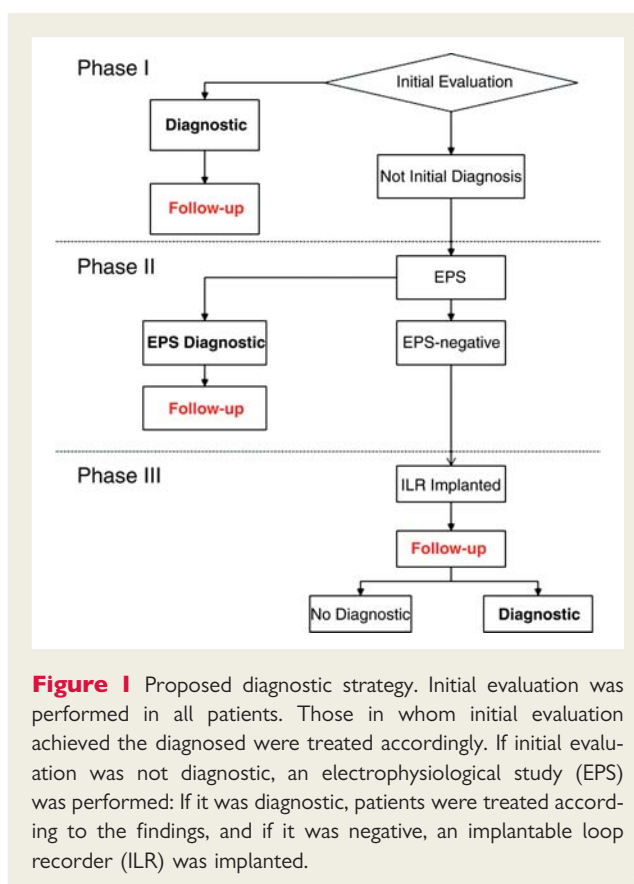 Phase I
Initial Evaluation
Diagnostic
Not Initial Diagnosis
Follow-up
Phase II
EPS
EPS Diagnostic
EPS-negative
Follow-up
Phase III
ILR Implanted
Follow-up
No Diagnostic
Diagnostic
Figure 1 Proposed diagnostic strategy. Initial evaluation was
performed in all patients. Those in whom initial evaluation
achieved the diagnosed were treated accordingly. If initial evalu-
ation was not diagnostic, an electrophysiological study (EPS)
was performed: If it was diagnostic, patients were treated accord-
ing to the findings, and if it was negative, an implantable loop
recorder (ILR) was implanted.